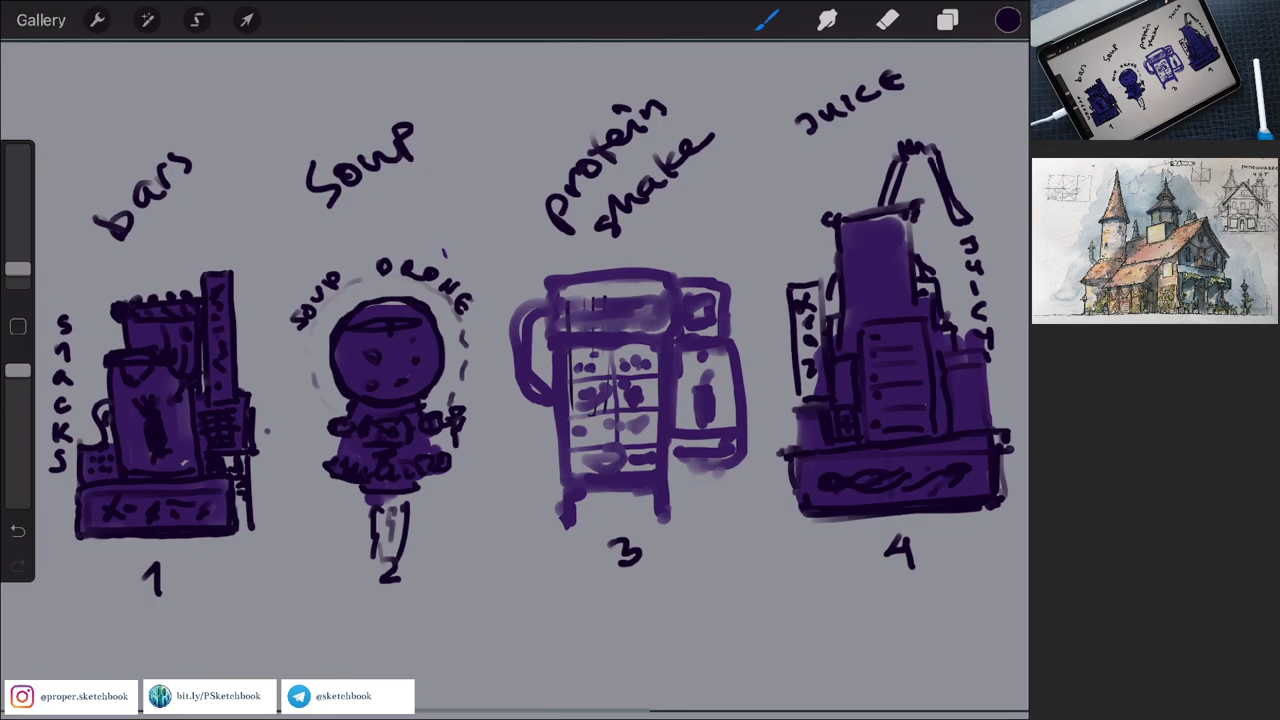 Gallery
bars
Soup
protein
shake
JUICE
SNACKS
SOUP DRONE
1
2
3
4
@proper.sketchbook
bit.ly/PSketchbook
@sketchbook